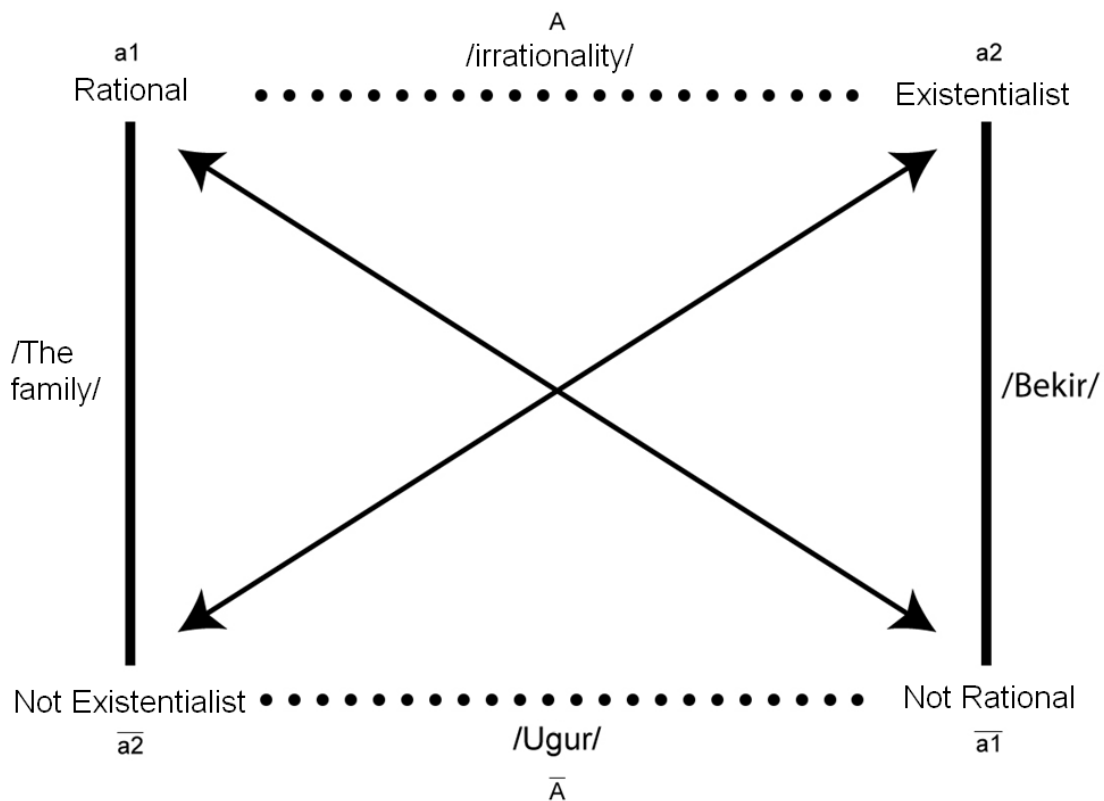 A
a1 /irrationality/ a2
Rational Existentialist
/The
family/ /Bekir/
Not Existentialist Not Rational
a2̅ /Ugur/ a1̅
A̅